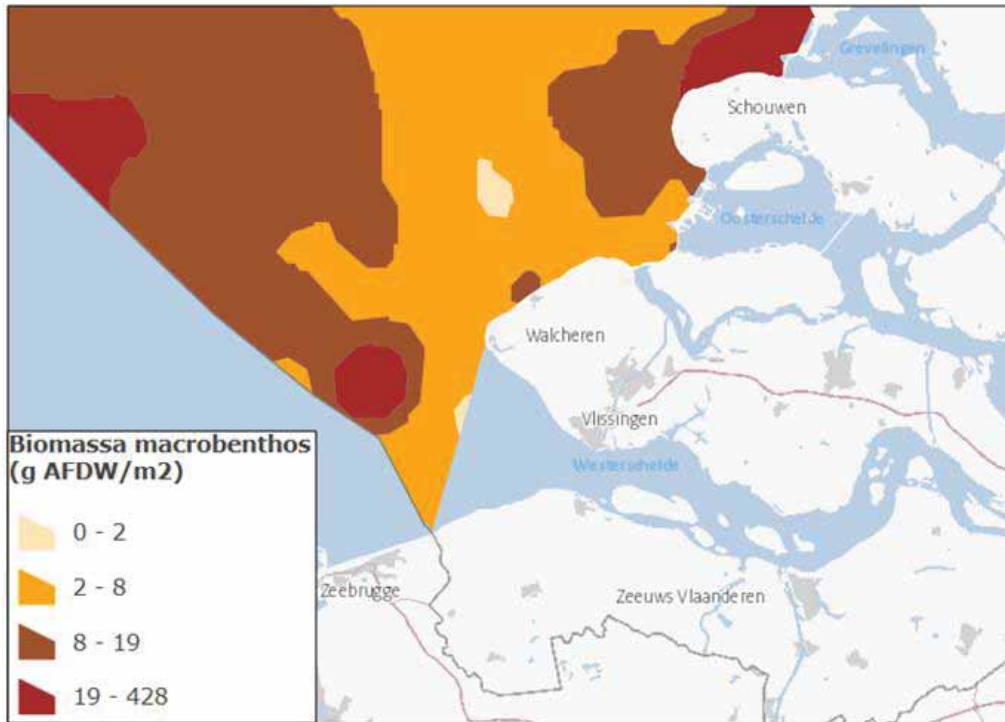 Grevelingen
Schouwen
Oosterschelde
Walcheren
Vlissingen
Westerschelde
Zeebrugge
Zeeuws Vlaanderen
Biomassa macrobenthos
(g AFDW/m2)
0 - 2
2 - 8
8 - 19
19 - 428